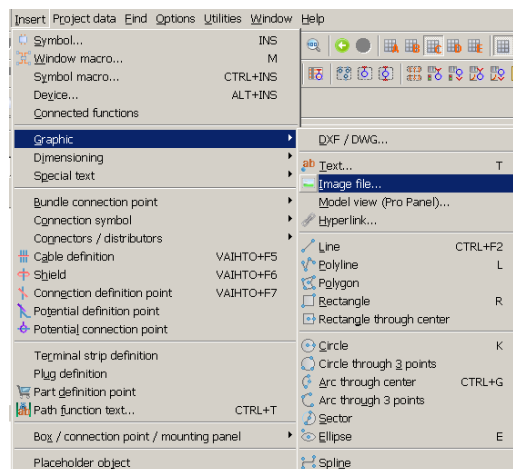 Insert Project data Eind Options Utilities Window Help
Symbol... INS
Window macro... M
Symbol macro... CTRL+INS
Device... ALT+INS
Connected functions
Graphic
Dimensioning
Special text
Bundle connection point
Connection symbol
Connectors / distributors
Cable definition VAIHTO+F5
Shield VAIHTO+F6
Connection definition point VAIHTO+F7
Potential definition point
Potential connection point
Terminal strip definition
Plug definition
Part definition point
Path function text... CTRL+T
Box / connection point / mounting panel
Placeholder object
DXF / DWG...
Text... T
Image file...
Model view (Pro Panel)...
Hyperlink...
Line CTRL+F2
Polyline L
Polygon
Rectangle R
Rectangle through center
Circle K
Circle through 3 points
Arc through center CTRL+G
Arc through 3 points
Sector
Ellipse E
Spline